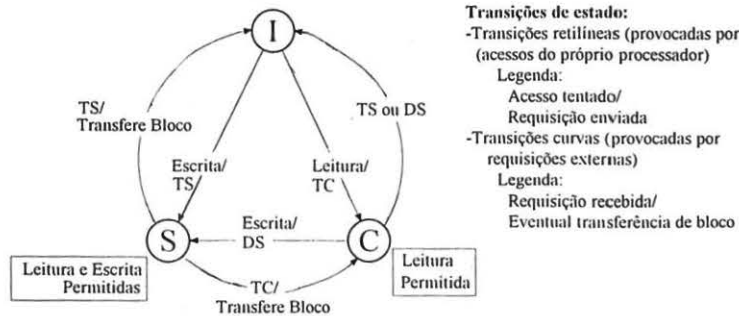 I
TS/
Transfere Bloco
TS ou DS
Escrita/
TS
Leitura/
TC
Escrita/
DS
S
C
Leitura e Escrita
Permitidas
Leitura
Permitida
TC/
Transfere Bloco
Transições de estado:
-Transições retilíneas (provocadas por
(acessos do próprio processador)
Legenda:
Acesso tentado/
Requisição enviada
-Transições curvas (provocadas por
requisições externas)
Legenda:
Requisição recebida/
Eventual transferência de bloco